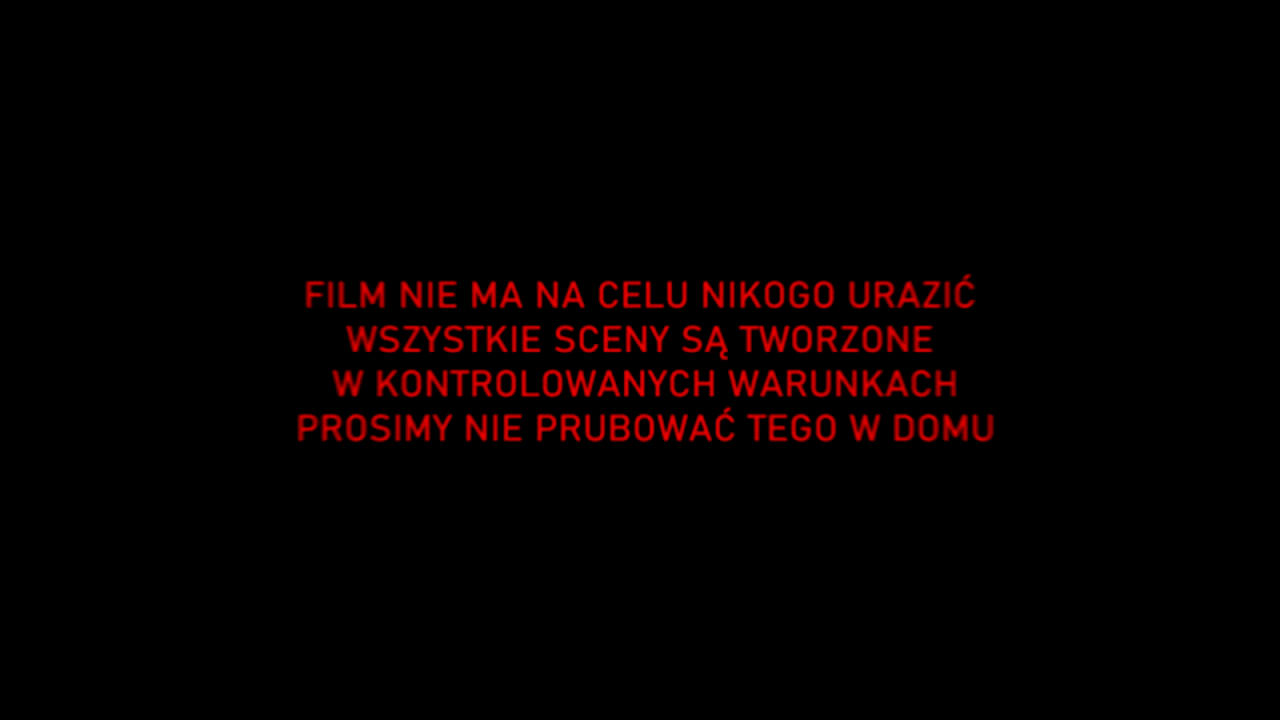 FILM NIE MA NA CELU NIKOGO URAZIĆ
WSZYSTKIE SCENY SĄ TWORZONE
W KONTROLOWANYCH WARUNKACH
PROSIMY NIE PRUBOWAĆ TEGO W DOMU